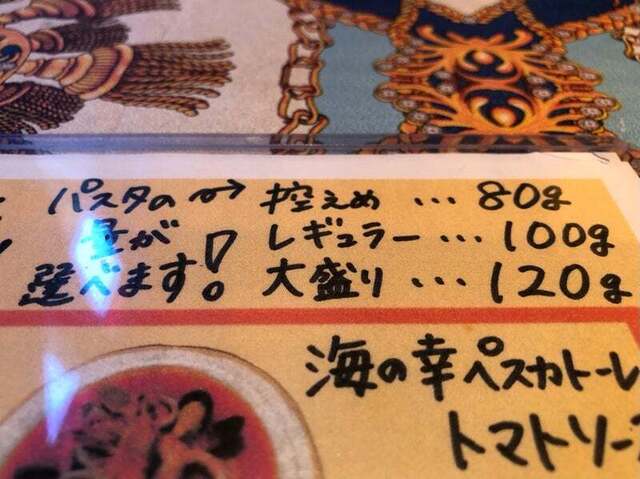 パスタの→ 控えめ … 80g
量が レギュラー … 100g
選べます! 大盛り … 120g
海の幸ペスカトーレ
トマトソー